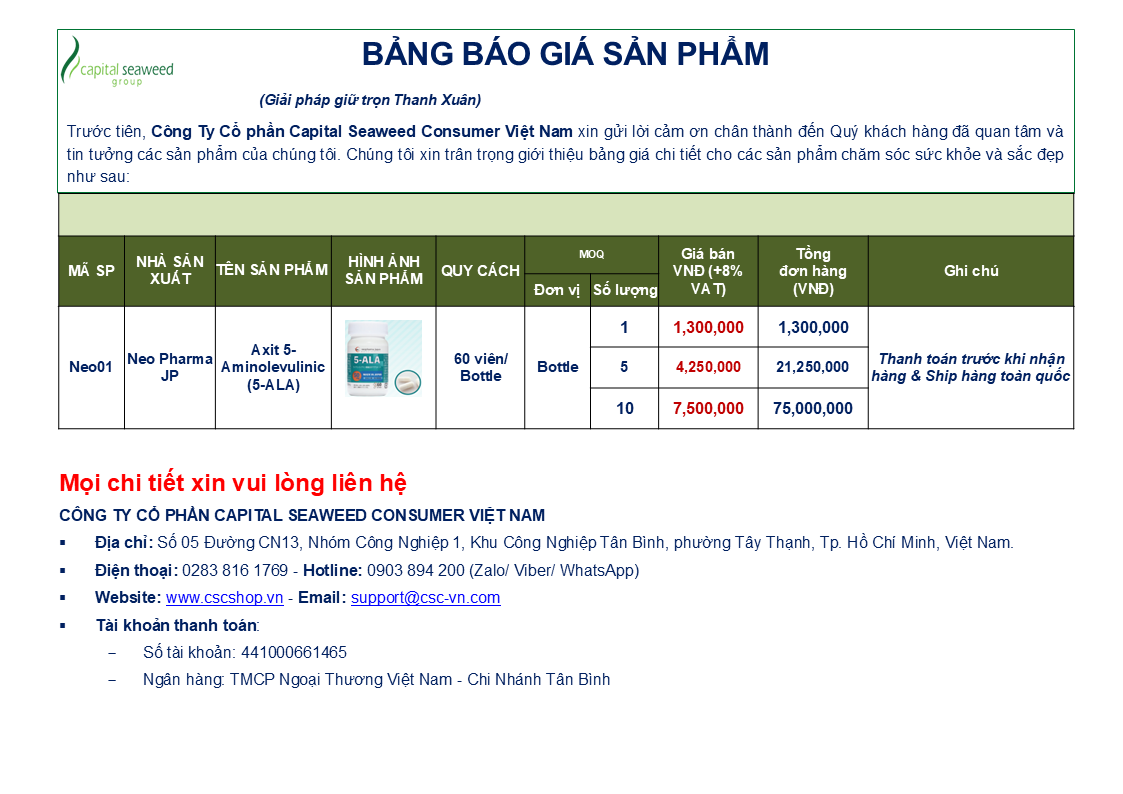 capital seaweed
group
BẢNG BÁO GIÁ SẢN PHẨM
(Giải pháp giữ trọn Thanh Xuân)
Trước tiên, Công Ty Cổ phần Capital Seaweed Consumer Việt Nam xin gửi lời cảm ơn chân thành đến Quý khách hàng đã quan tâm và
tin tưởng các sản phẩm của chúng tôi. Chúng tôi xin trân trọng giới thiệu bảng giá chi tiết cho các sản phẩm chăm sóc sức khỏe và sắc đẹp
như sau:
MÃ SP
NHÀ SẢN
XUẤT
TÊN SẢN PHẨM
HÌNH ẢNH
SẢN PHẨM
QUY CÁCH
MOQ
Đơn vị
Số lượng
Giá bán
VNĐ (+8%
VAT)
Tổng
đơn hàng
(VNĐ)
Ghi chú
Neo01
Neo Pharma
JP
Axit 5-
Aminolevulinic
(5-ALA)
5-ALA
60 viên/
Bottle
Bottle
1
1,300,000
1,300,000
5
4,250,000
21,250,000
10
7,500,000
75,000,000
Thanh toán trước khi nhận
hàng & Ship hàng toàn quốc
Mọi chi tiết xin vui lòng liên hệ
CÔNG TY CỔ PHẦN CAPITAL SEAWEED CONSUMER VIỆT NAM
▪ Địa chỉ: Số 05 Đường CN13, Nhóm Công Nghiệp 1, Khu Công Nghiệp Tân Bình, phường Tây Thạnh, Tp. Hồ Chí Minh, Việt Nam.
▪ Điện thoại: 0283 816 1769 - Hotline: 0903 894 200 (Zalo/ Viber/ WhatsApp)
▪ Website: www.cscshop.vn - Email: support@csc-vn.com
▪ Tài khoản thanh toán:
– Số tài khoản: 441000661465
– Ngân hàng: TMCP Ngoại Thương Việt Nam - Chi Nhánh Tân Bình